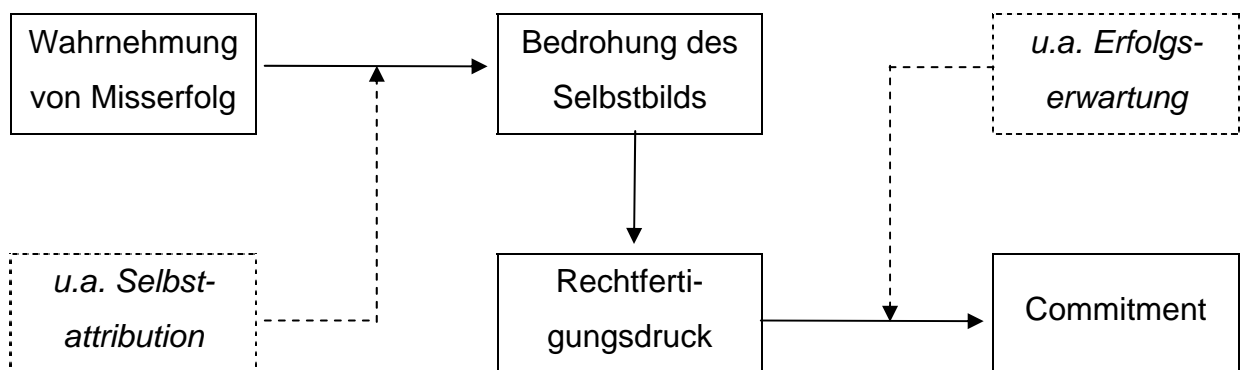 Wahrnehmung
von Misserfolg
Bedrohung des
Selbstbilds
u.a. Erfolgs-
erwartung
u.a. Selbst-
attribution
Rechtferti-
gungsdruck
Commitment